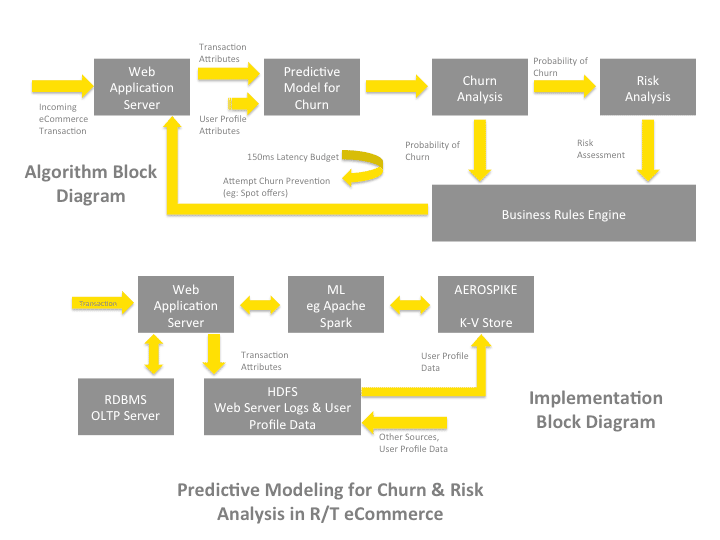 Transaction
Attributes
Web
Application
Server
Predictive
Model for
Churn
Churn
Analysis
Probability of
Churn
Risk
Analysis
Incoming
eCommerce
Transaction
User Profile
Attributes
150ms Latency Budget
Attempt Churn Prevention
(eg: Spot offers)
Probability of
Churn
Risk
Assessment
Algorithm Block
Diagram
Business Rules Engine
Transaction
Web
Application
Server
ML
eg Apache
Spark
AEROSPIKE
K-V Store
Transaction
Attributes
User Profile
Data
RDBMS
OLTP Server
HDFS
Web Server Logs & User
Profile Data
Other Sources,
User Profile Data
Implementation
Block Diagram
Predictive Modeling for Churn & Risk
Analysis in R/T eCommerce